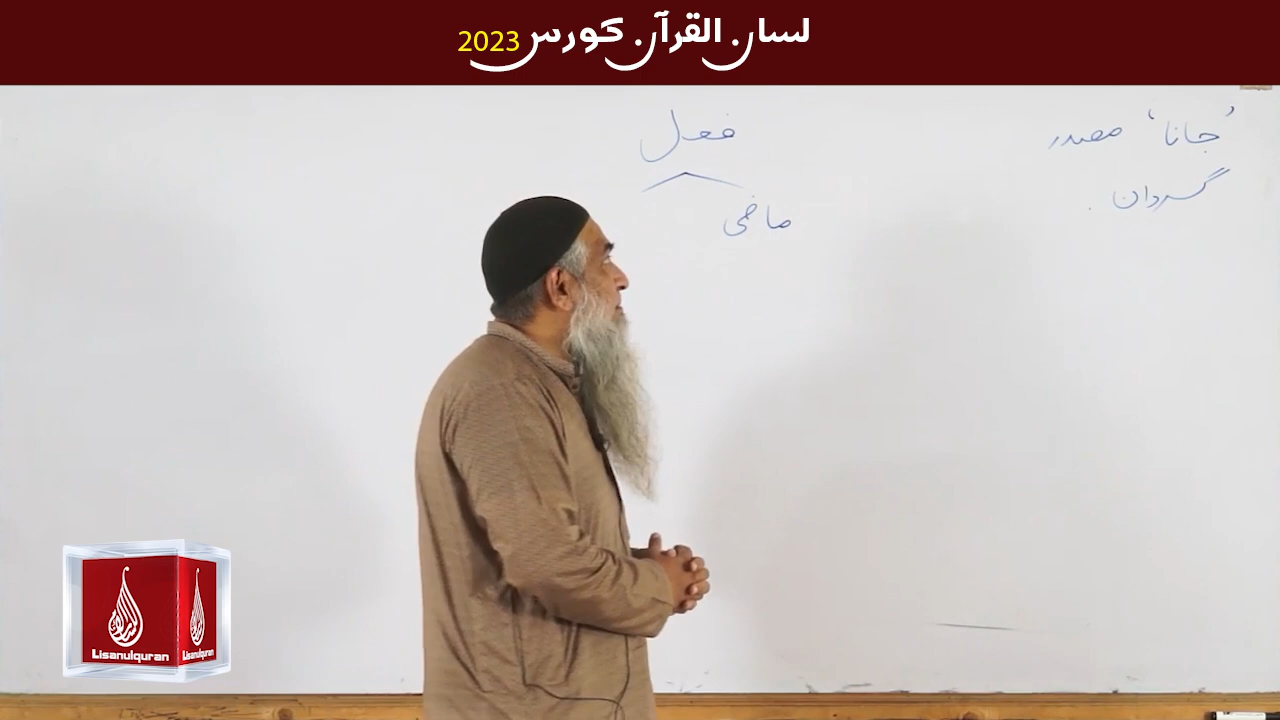 لسان القرآن کورس 2023
'جانا' مصدر
گردان
فعل
ماضی
Lisanulquran
Lisanulquran